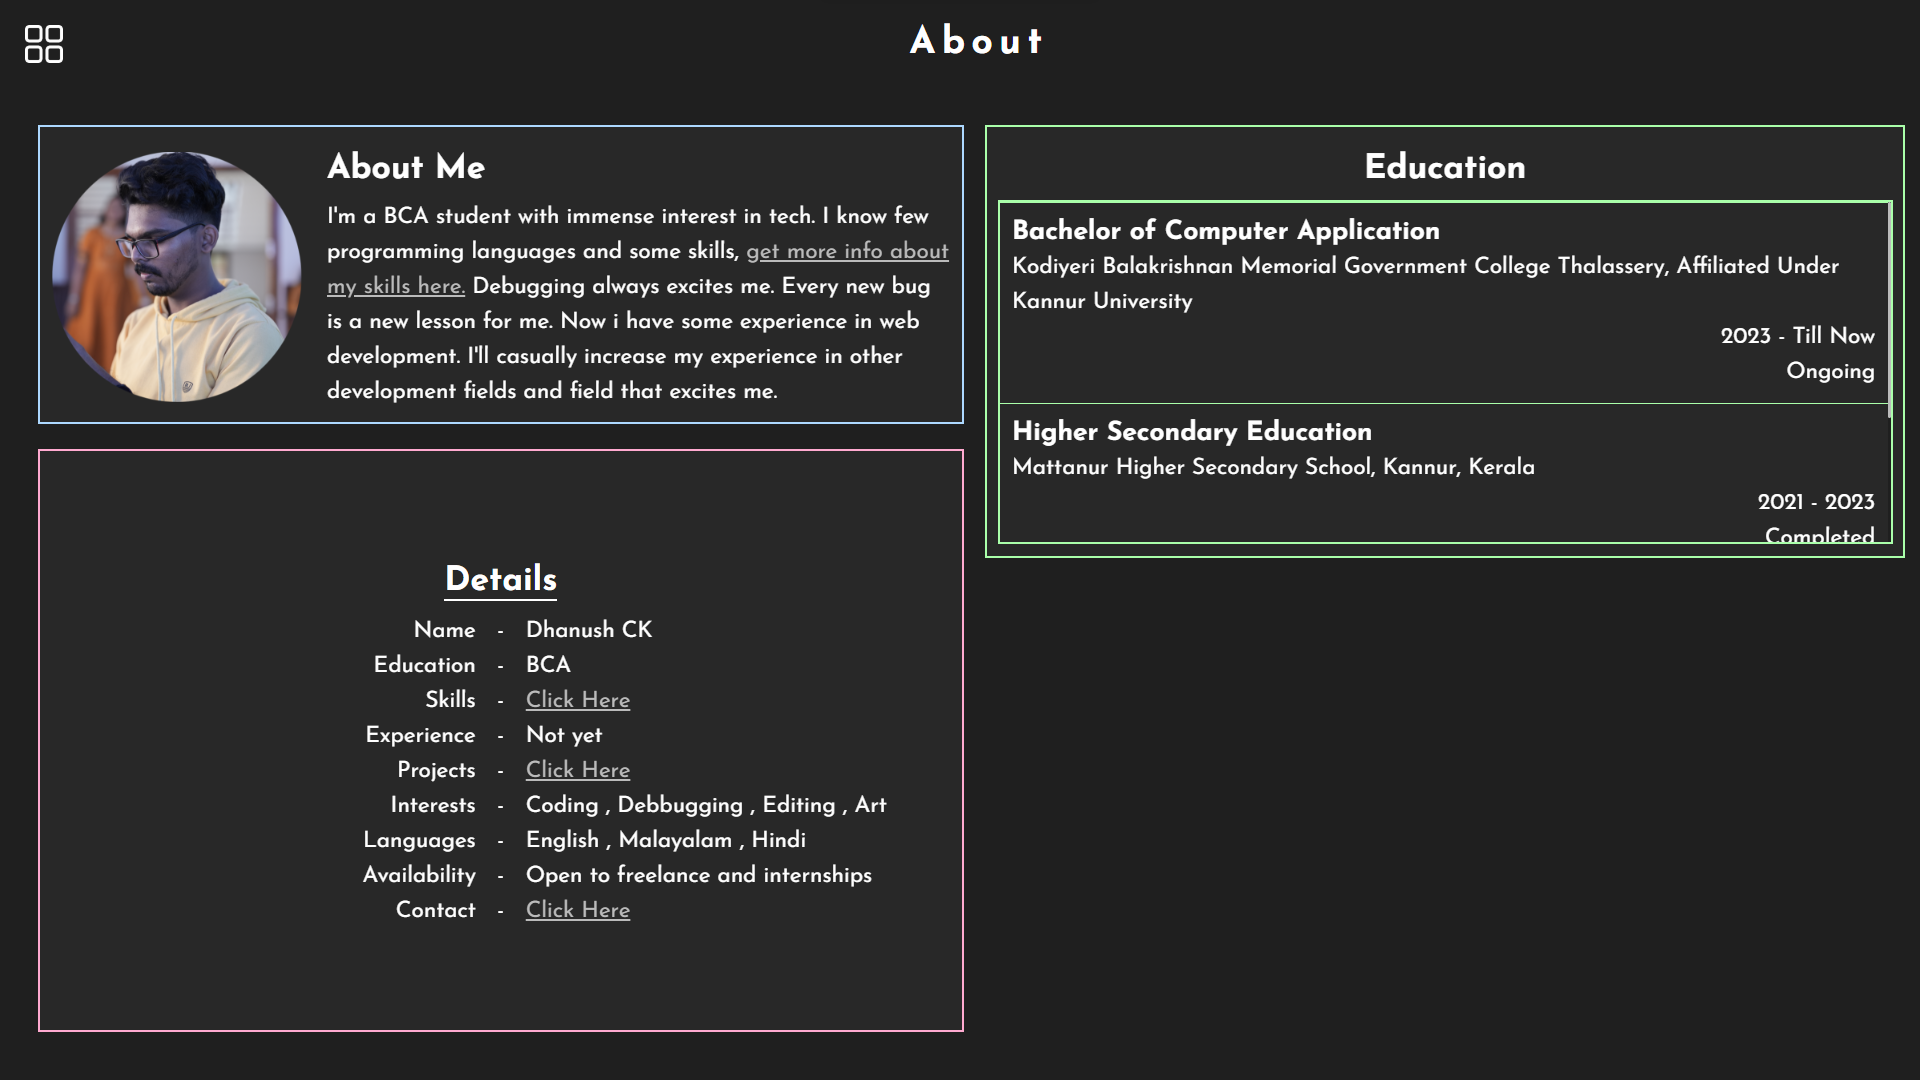 About
About Me
I'm a BCA student with immense interest in tech. I know few
programming languages and some skills, get more info about
my skills here. Debugging always excites me. Every new bug
is a new lesson for me. Now i have some experience in web
development. I'll casually increase my experience in other
development fields and field that excites me.
Details
Name - Dhanush CK
Education - BCA
Skills - Click Here
Experience - Not yet
Projects - Click Here
Interests - Coding , Debbugging , Editing , Art
Languages - English , Malayalam , Hindi
Availability - Open to freelance and internships
Contact - Click Here
Education
Bachelor of Computer Application
Kodiyeri Balakrishnan Memorial Government College Thalassery, Affiliated Under
Kannur University
2023 - Till Now
Ongoing
Higher Secondary Education
Mattanur Higher Secondary School, Kannur, Kerala
2021 - 2023
Completed